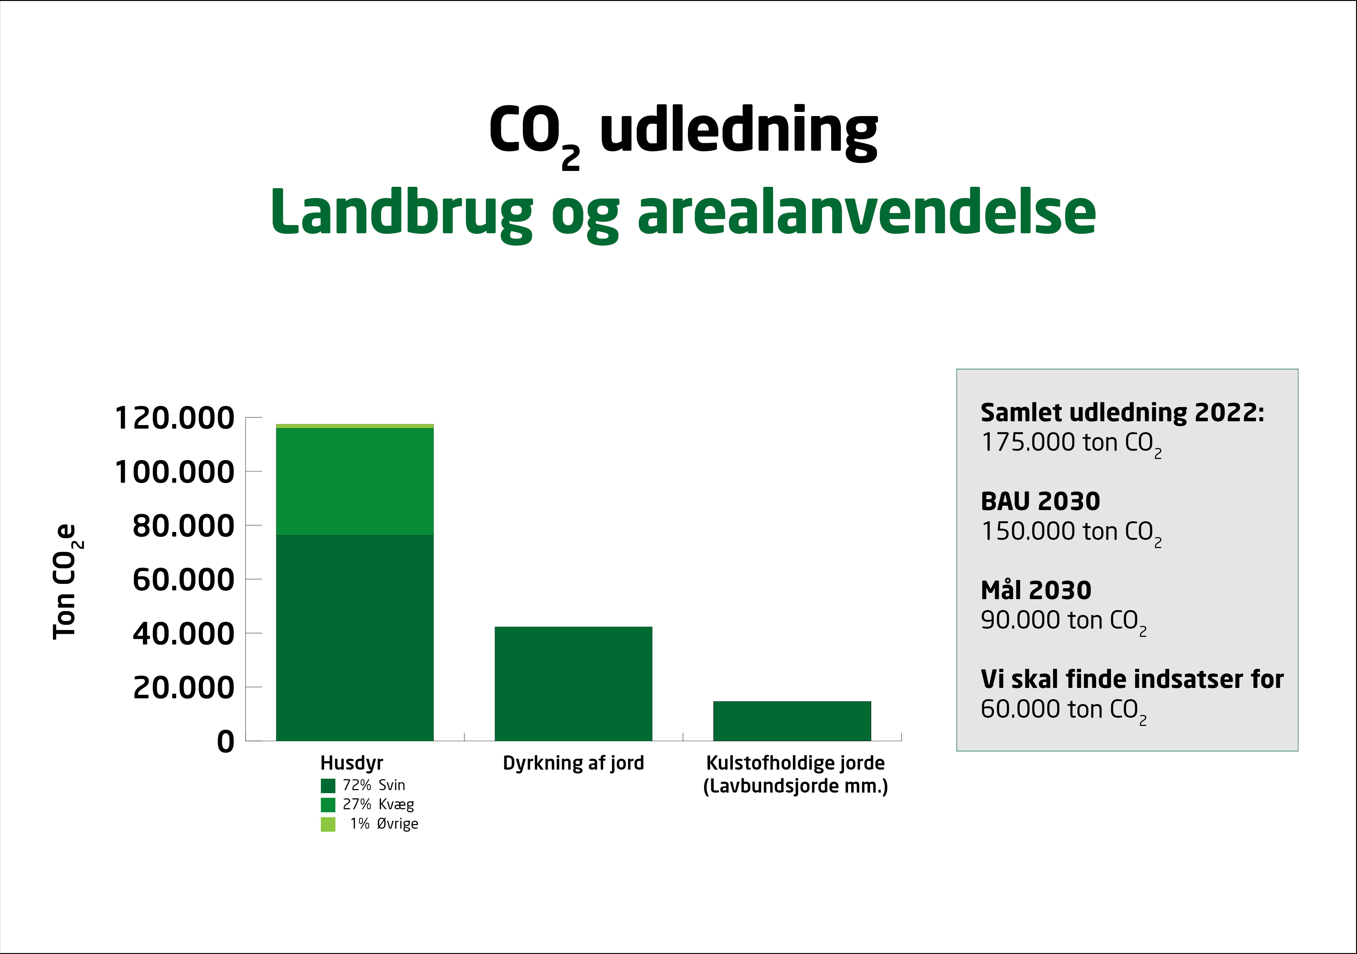 CO₂ udledning
Landbrug og arealanvendelse
Ton CO₂e
120.000
100.000
80.000
60.000
40.000
20.000
0
Husdyr
72% Svin
27% Kvæg
1% Øvrige
Dyrkning af jord
Kulstofholdige jorde
(Lavbundsjorde mm.)
Samlet udledning 2022:
175.000 ton CO₂
BAU 2030
150.000 ton CO₂
Mål 2030
90.000 ton CO₂
Vi skal finde indsatser for
60.000 ton CO₂